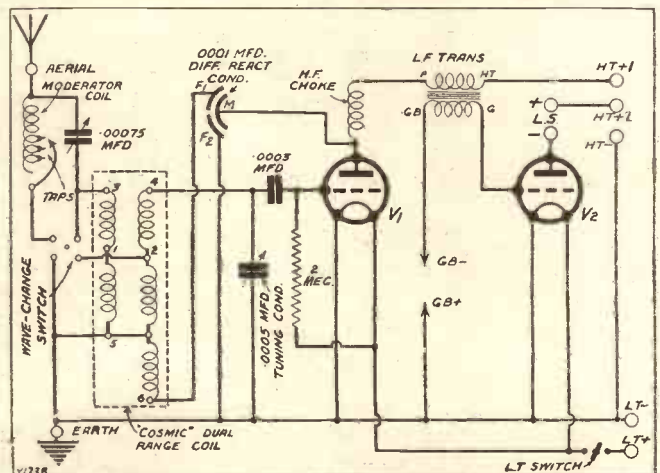 .0001 MFD.
DIFF. REACT
COND.
F1
M
F2
AERIAL
MODERATOR
COIL
.00075
MFD
TAPS
WAVE-CHANGE
SWITCH
3
4
1
2
5
6
.0003
MFD
.0005 MFD
TUNING COND.
2
MEG.
H.F.
CHOKE
V1
LF TRANS
P
HT
GB
G
GB-
GB+
V2
HT+1
+
HT+2
L.S
-
HT-
EARTH
"COSMIC" DUAL
RANGE COIL
LT-
LT+
LT SWITCH